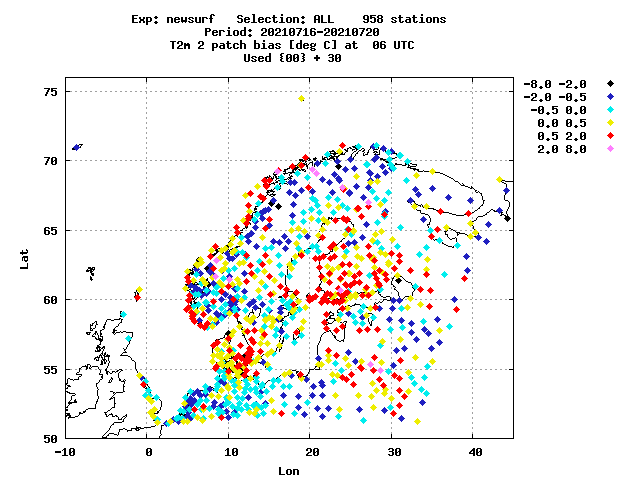 Exp: newsurf   Selection: ALL    958 stations
Period: 20210716-20210720
T2m 2 patch bias [deg C] at  06 UTC
Used {00} + 30
-8.0 -2.0
-2.0 -0.5
-0.5 0.0
0.0 0.5
0.5 2.0
2.0 8.0
75
70
65
60
55
50
Lat
-10 0 10 20 30 40
Lon